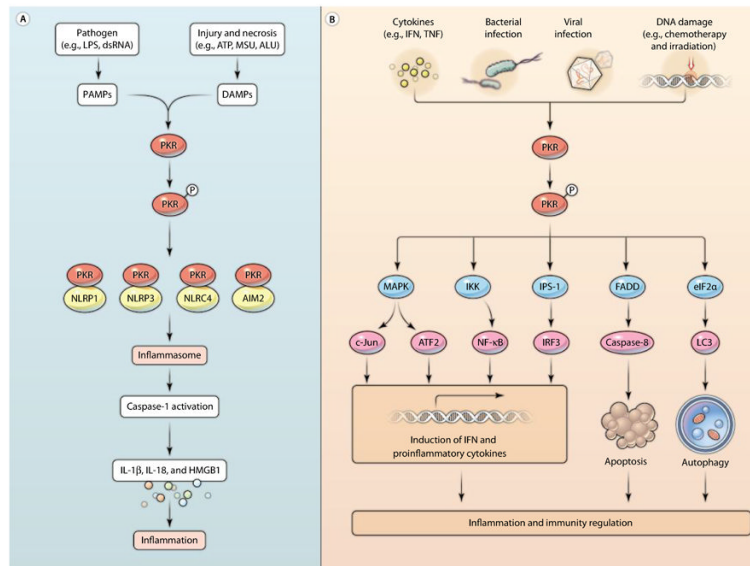 A
Pathogen
(e.g., LPS, dsRNA)
Injury and necrosis
(e.g., ATP, MSU, ALU)
PAMPs
DAMPs
PKR
PKR
P
PKR
PKR
PKR
PKR
NLRP1
NLRP3
NLRC4
AIM2
Inflammasome
Caspase-1 activation
IL-1β, IL-18, and HMGB1
Inflammation
B
Cytokines
(e.g., IFN, TNF)
Bacterial
infection
Viral
infection
DNA damage
(e.g., chemotherapy
and irradiation)
PKR
PKR
P
MAPK
IKK
IPS-1
FADD
eIF2α
c-Jun
ATF2
NF-κB
IRF3
Caspase-8
LC3
Induction of IFN and
proinflammatory cytokines
Apoptosis
Autophagy
Inflammation and immunity regulation